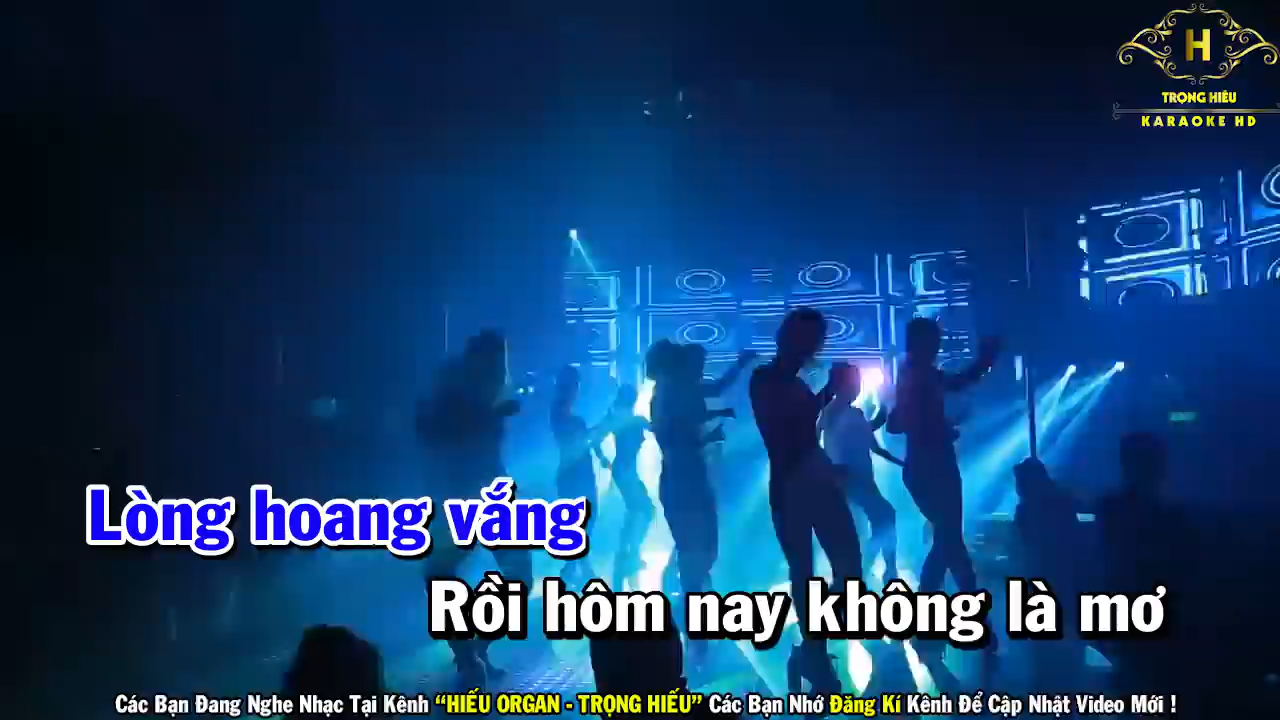 H
TRỌNG HIẾU
KARAOKE HD
Lòng hoang vắng
Rồi hôm nay không là mơ
Các Bạn Đang Nghe Nhạc Tại Kênh “HIẾU ORGAN - TRỌNG HIẾU” Các Bạn Nhớ Đăng Kí Kênh Để Cập Nhật Video Mới !